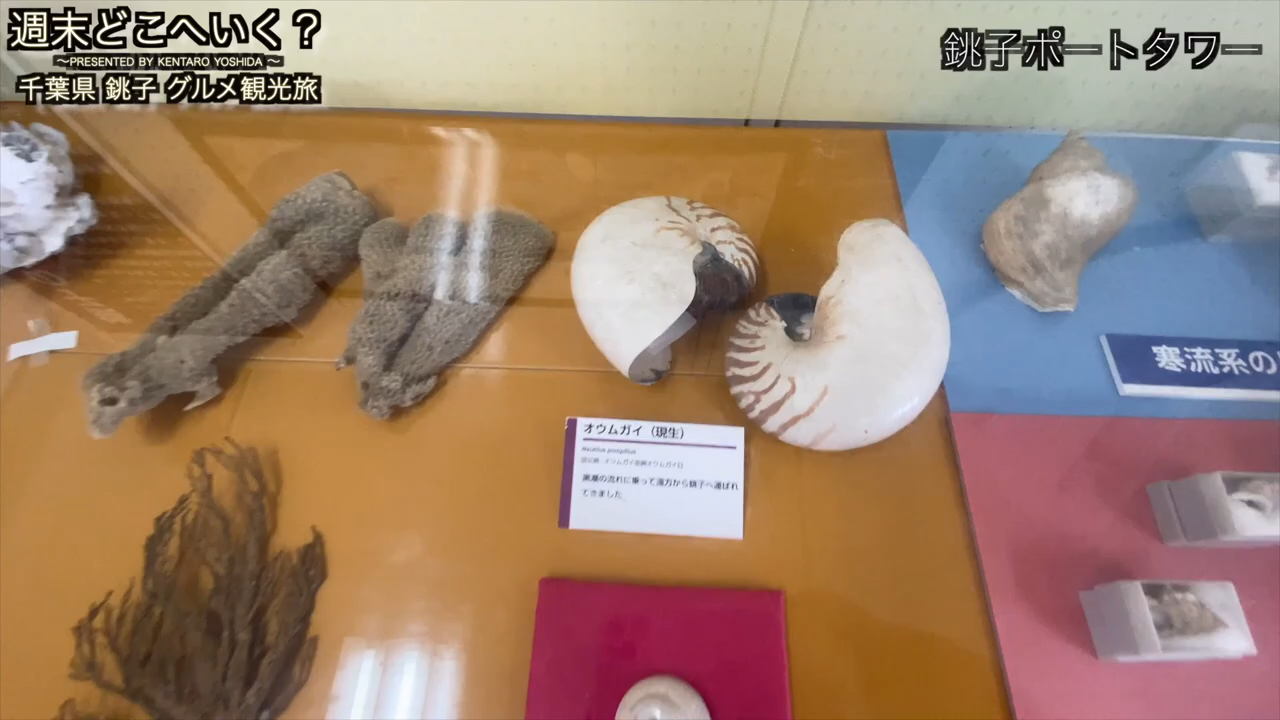 週末どこへいく？
～PRESENTED BY KENTARO YOSHIDA～
千葉県 銚子 グルメ観光旅
銚子ポートタワー
寒流系の
オウムガイ（現生）
Nautilus pompilius
黒潮の流れに乗って遠方から銚子へ運ばれ
てきました